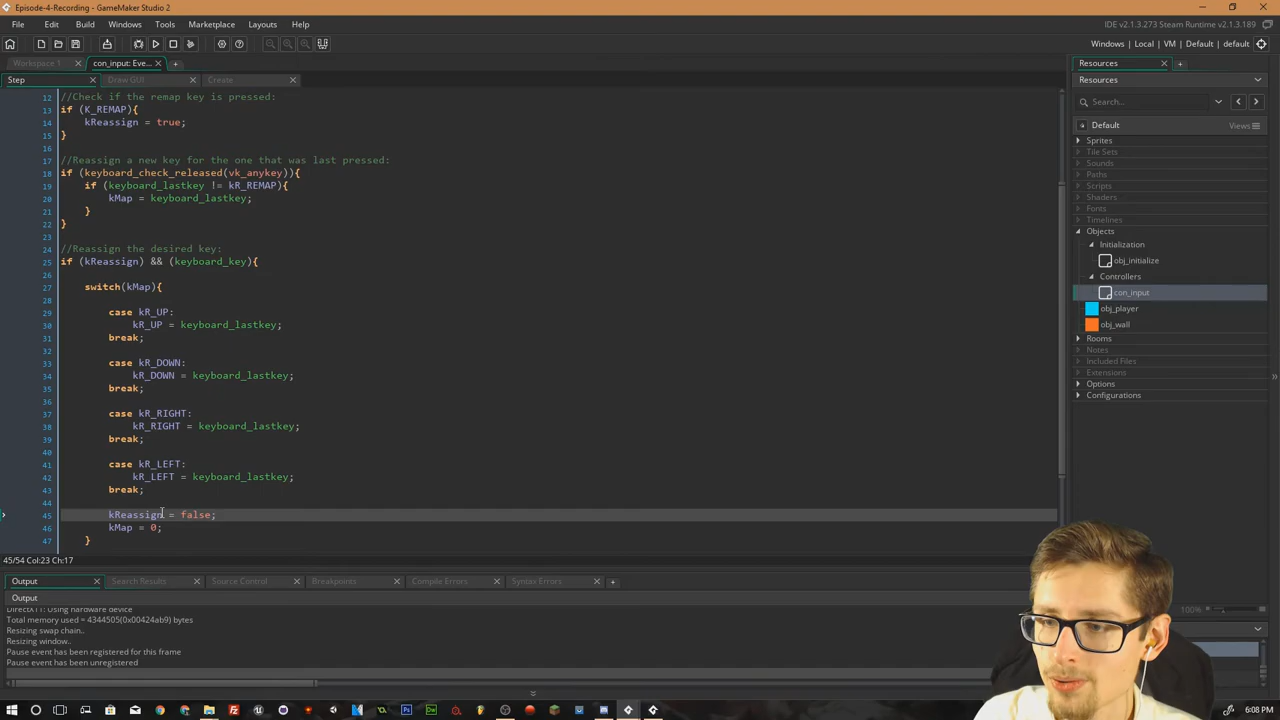 Episode-4-Recording - GameMaker Studio 2
File Edit Build Windows Tools Marketplace Layouts Help
IDE v2.1.3.273 Steam Runtime v2.1.3.189
Windows | Local | VM | Default | default
Workspace 1
con_input: Eve...
Step
Draw GUI
Create
12 //Check if the remap key is pressed:
13 if (K_REMAP){
14 kReassign = true;
15 }
16
17 //Reassign a new key for the one that was last pressed:
18 if (keyboard_check_released(vk_anykey)){
19 if (keyboard_lastkey != kR_REMAP){
20 kMap = keyboard_lastkey;
21 }
22 }
23
24 //Reassign the desired key:
25 if (kReassign) && (keyboard_key){
26
27 switch(kMap){
28
29 case kR_UP:
30 kR_UP = keyboard_lastkey;
31 break;
32
33 case kR_DOWN:
34 kR_DOWN = keyboard_lastkey;
35 break;
36
37 case kR_RIGHT:
38 kR_RIGHT = keyboard_lastkey;
39 break;
40
41 case kR_LEFT:
42 kR_LEFT = keyboard_lastkey;
43 break;
44
45 kReassign = false;
46 kMap = 0;
47 }
45/54 Col:23 Ch:17
Resources
Resources
Search...
Default
Views
Sprites
Tile Sets
Sounds
Paths
Scripts
Shaders
Fonts
Timelines
Objects
Initialization
obj_initialize
Controllers
con_input
obj_player
obj_wall
Rooms
Notes
Included Files
Extensions
Options
Configurations
Output
Search Results
Source Control
Breakpoints
Compile Errors
Syntax Errors
Output
DirectX11: Using hardware device
Total memory used = 4344505(0x00424ab9) bytes
Resizing swap chain..
Resizing window..
Pause event has been registered for this frame
Pause event has been unregistered
100%
6:08 PM